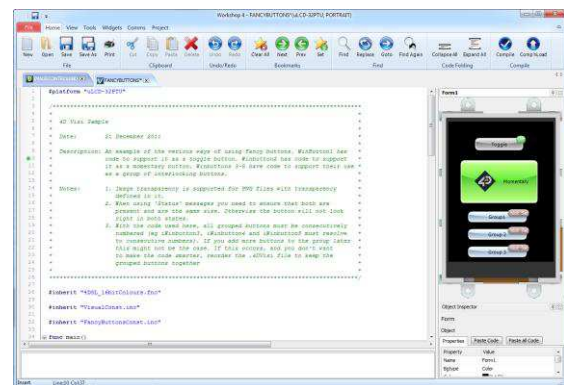 Workshop 4 - FANCYBUTTONS*(uLCD-32PTU, PORTRAIT)
File Home View Tools Widgets Comms Project
New Open Save Save As Print Cut Copy Paste Delete Undo Redo Clear All Next Prev Set Find Replace Goto Find Again Collapse All Expand All Compile Comp'nLoad
File Clipboard Undo/Redo Bookmarks Find Code Folding Compile
FANCYBUTTONS*
#platform "uLCD-32PTU"
4D Visi Sample
Date: December 2011
Description: An example of the various ways of using Fancy buttons. Winbutton1 has
code to support it as a toggle button. Winbutton2 has code to support
it as a momentary button. Winbuttons 3-5 have code to support their use
as a group of interlocking buttons.
Notes: 1. Image transparency is supported for PNG files with transparency
defined in it.
2. When using 'Status' messages you need to ensure that both are
present and are the same size. Otherwise the button will not look
right in both states.
3. With the code used here, all grouped buttons must be consecutively
numbered (eg iWinbutton3, iWinbutton4 and iWinbutton5 must resolve
to consecutive numbers). If you add more buttons to the group later
this might not be the case. If this occurs, and you don't want
to make the code smarter, reorder the .4DVisi file to keep the
grouped buttons together
#inherit "4DGL_16bitColours.fnc"
#inherit "VisualConst.inc"
#inherit "FancyButtonsConst.inc"
func main()
Form1
Toggle
4D Momentary
Group 1
Group 2
Group 3
Object Inspector
Form
Object
Properties Paste Code Paste all Code
Property Value
Name Form1
Bgtype Color
Insert